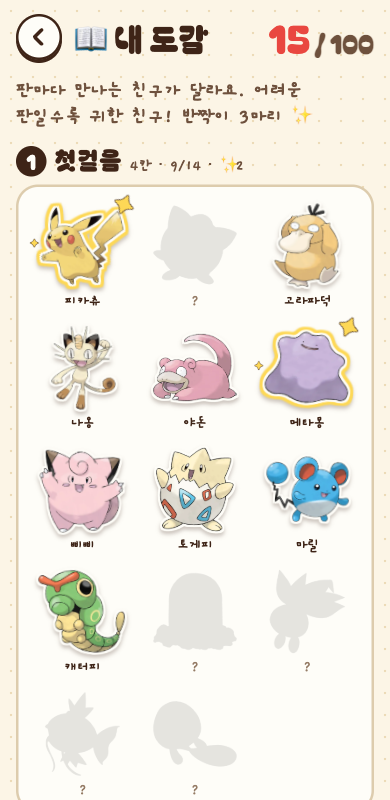 내 도감 15/100
판마다 만나는 친구가 달라요. 어려운
판일수록 귀한 친구! 반짝이 3마리 ✨
1 첫걸음 4칸 · 9/14 · ✨2
피카츄 ? 고라파덕
나옹 야돈 메타몽
삐삐 토게피 마릴
캐터피 ? ?
? ?